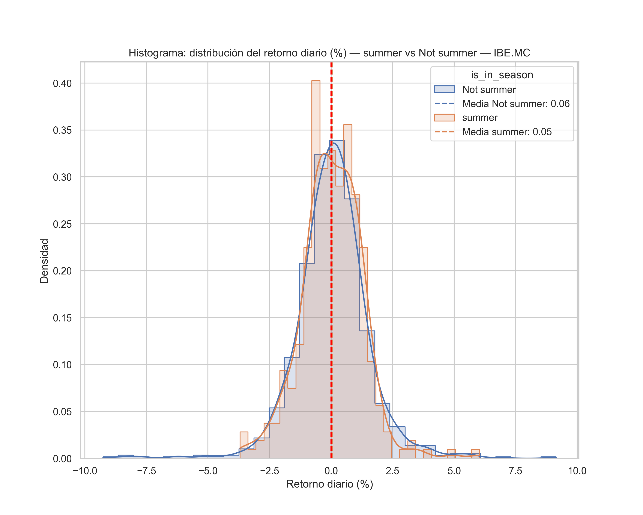 Histograma: distribución del retorno diario (%) — summer vs Not summer — IBE.MC
is_in_season
Not summer
Media Not summer: 0.06
summer
Media summer: 0.05
Densidad
0.40
0.35
0.30
0.25
0.20
0.15
0.10
0.05
0.00
−10.0 −7.5 −5.0 −2.5 0.0 2.5 5.0 7.5 10.0
Retorno diario (%)